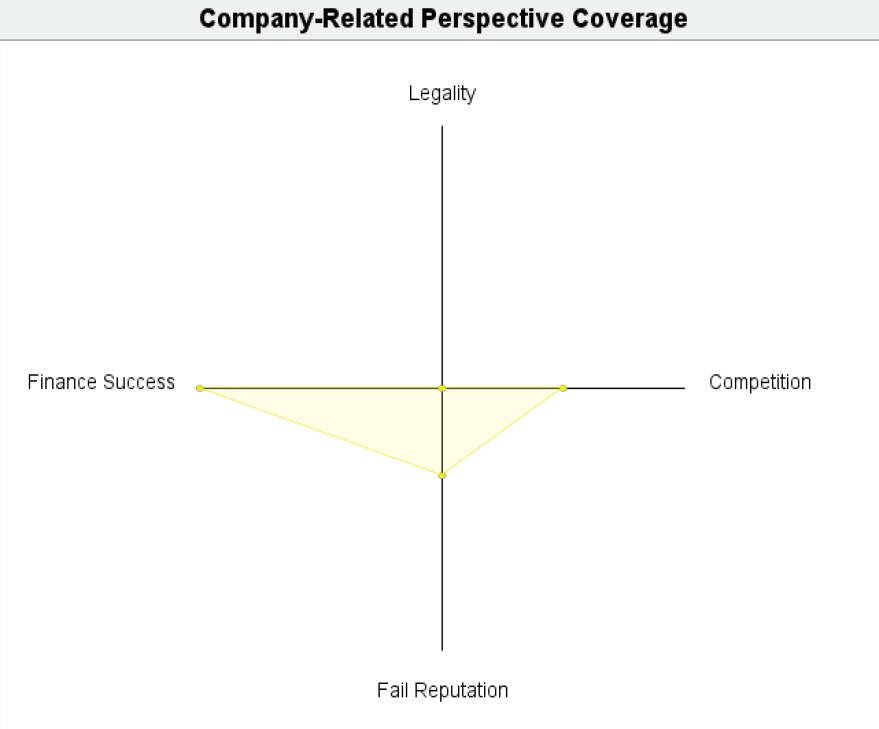 Company-Related Perspective Coverage
Legality
Finance Success
Competition
Fail Reputation